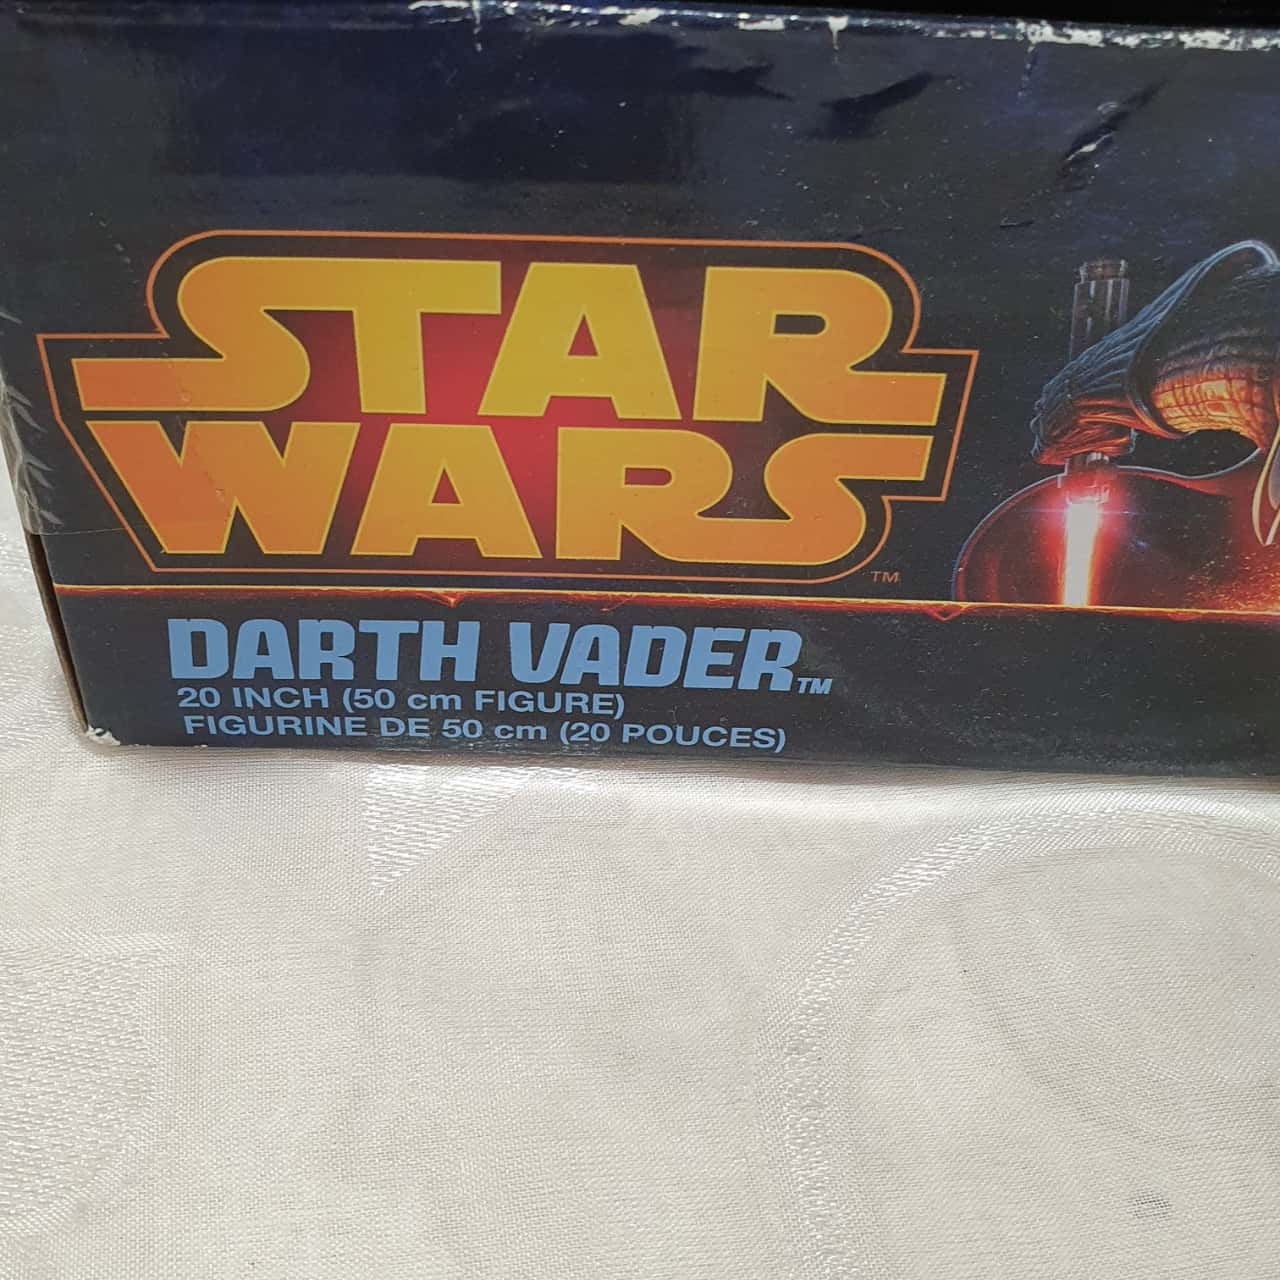 STAR
WARS
TM
DARTH VADER TM
20 INCH (50 cm FIGURE)
FIGURINE DE 50 cm (20 POUCES)